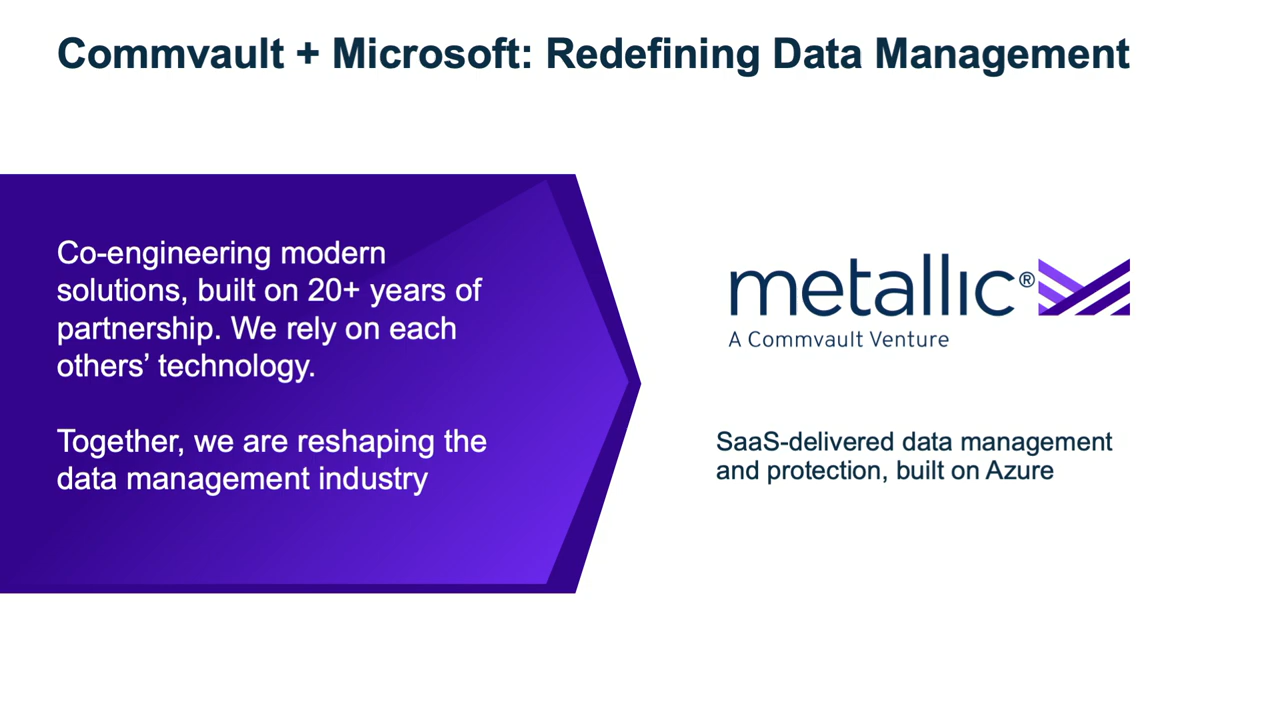 Commvault + Microsoft: Redefining Data Management
Co-engineering modern
solutions, built on 20+ years of
partnership. We rely on each
others’ technology.
Together, we are reshaping the
data management industry
metallic®
A Commvault Venture
SaaS-delivered data management
and protection, built on Azure